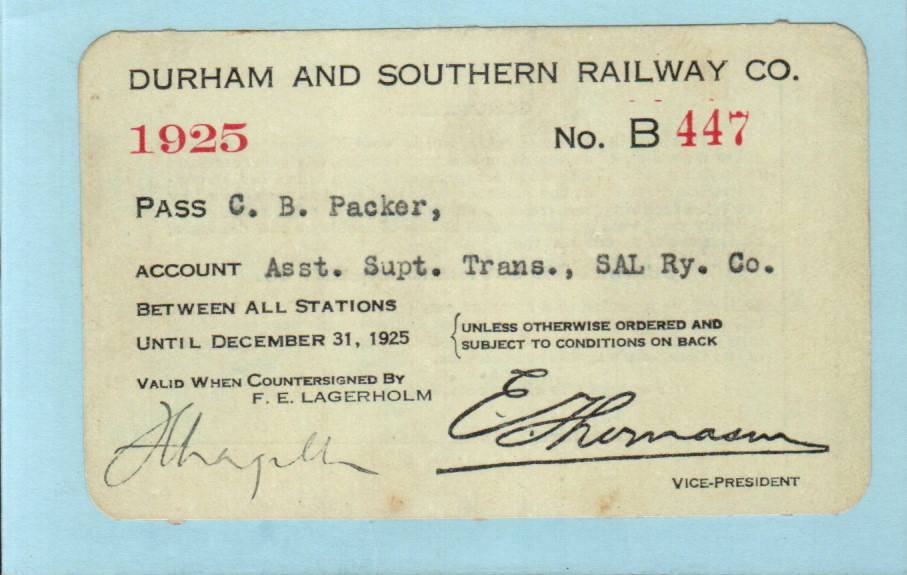 DURHAM AND SOUTHERN RAILWAY CO.
1925 No. B 447
PASS C. B. Packer,
ACCOUNT Asst. Supt. Trans., SAL Ry. Co.
BETWEEN ALL STATIONS
UNTIL DECEMBER 31, 1925 { UNLESS OTHERWISE ORDERED AND
SUBJECT TO CONDITIONS ON BACK
VALID WHEN COUNTERSIGNED BY
F. E. LAGERHOLM
E. Thomason
VICE-PRESIDENT